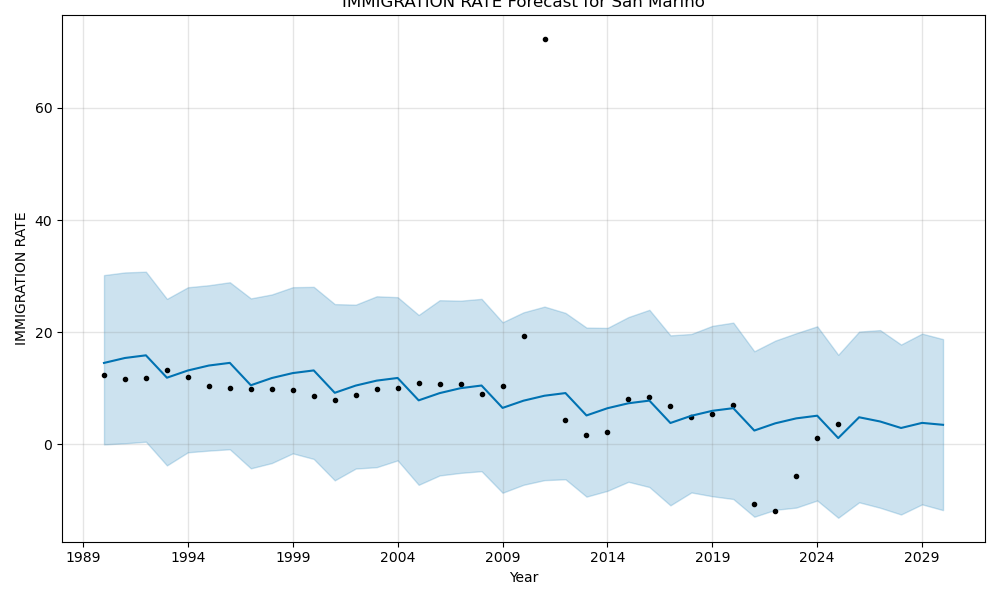 IMMIGRATION RATE Forecast for San Marino
60
40
20
0
IMMIGRATION RATE
1989 1994 1999 2004 2009 2014 2019 2024 2029
Year